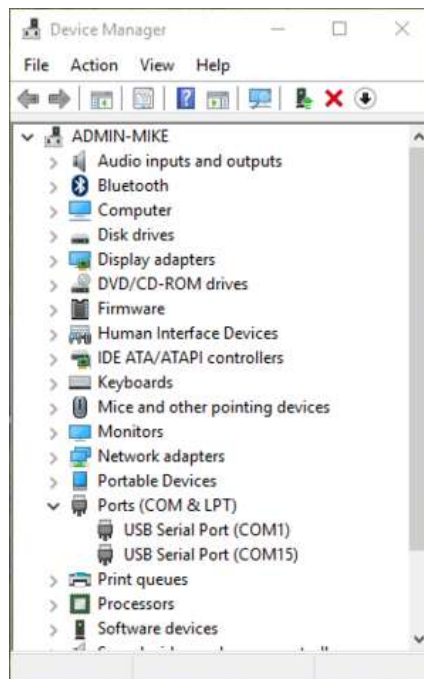 Device Manager
File Action View Help
ADMIN-MIKE
Audio inputs and outputs
Bluetooth
Computer
Disk drives
Display adapters
DVD/CD-ROM drives
Firmware
Human Interface Devices
IDE ATA/ATAPI controllers
Keyboards
Mice and other pointing devices
Monitors
Network adapters
Portable Devices
Ports (COM & LPT)
USB Serial Port (COM1)
USB Serial Port (COM15)
Print queues
Processors
Software devices